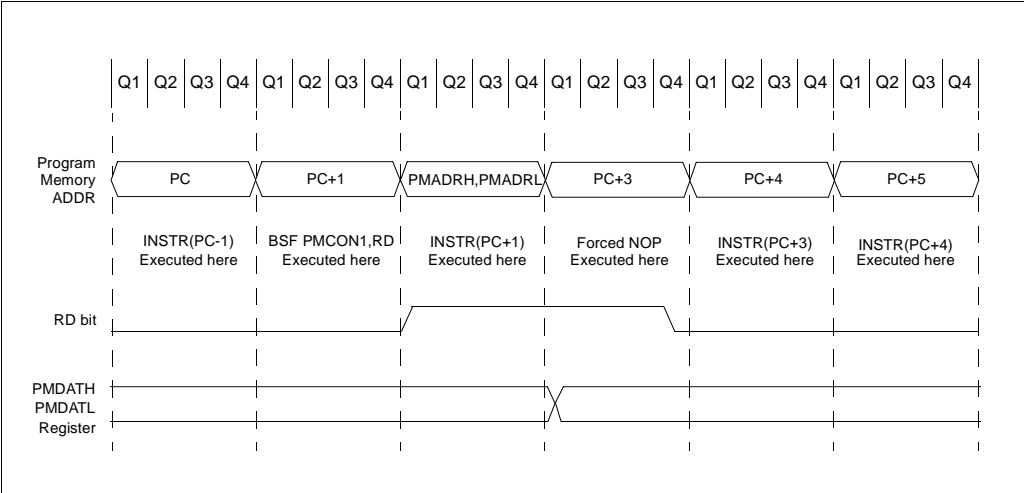 Q1 Q2 Q3 Q4 Q1 Q2 Q3 Q4 Q1 Q2 Q3 Q4 Q1 Q2 Q3 Q4 Q1 Q2 Q3 Q4 Q1 Q2 Q3 Q4
Program
Memory
ADDR
PC PC+1 PMADRH,PMADRL PC+3 PC+4 PC+5
INSTR(PC-1) BSF PMCON1,RD INSTR(PC+1) Forced NOP INSTR(PC+3) INSTR(PC+4)
Executed here Executed here Executed here Executed here Executed here Executed here
RD bit
PMDATH
PMDATL
Register